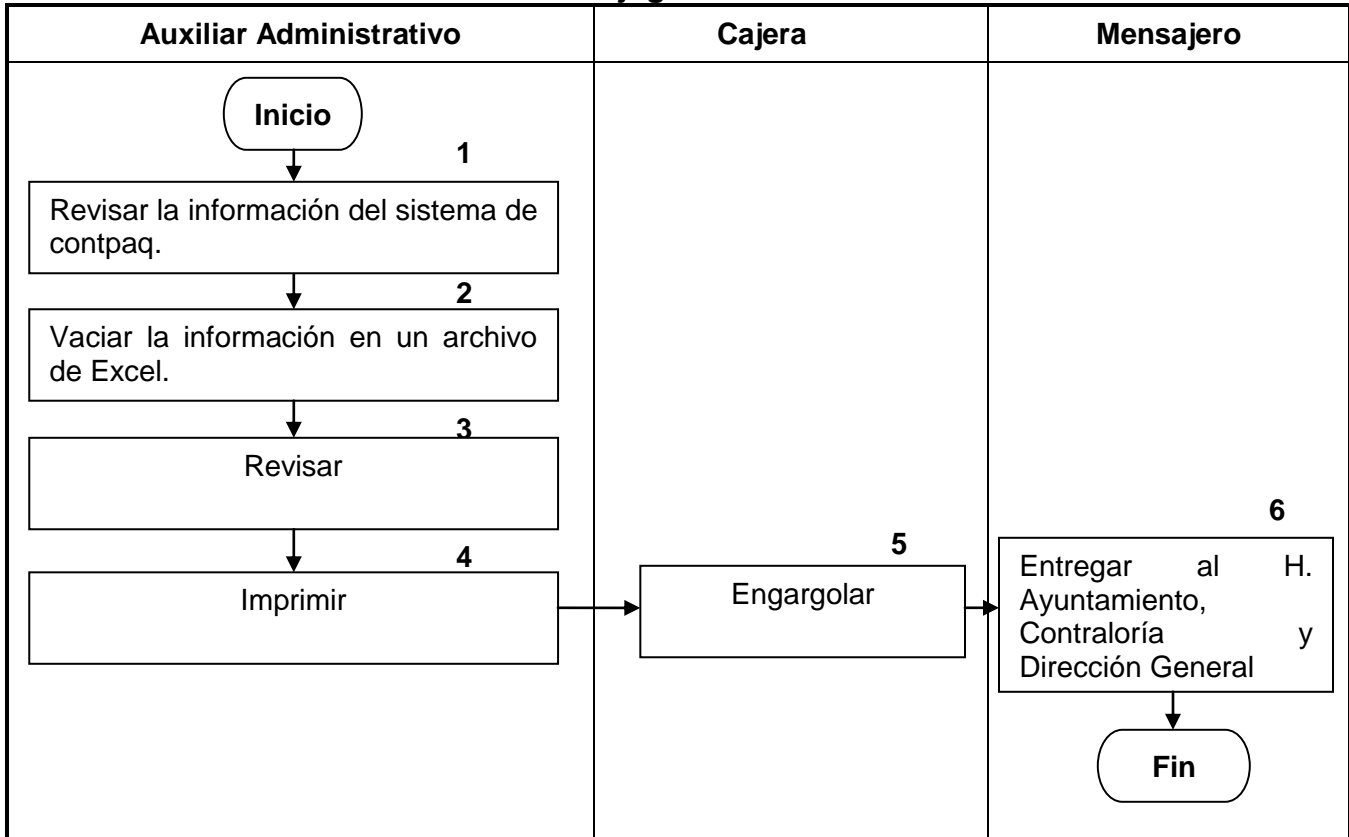 Auxiliar Administrativo
Cajera
Mensajero
Inicio
1
Revisar la información del sistema de
contpaq.
2
Vaciar la información en un archivo
de Excel.
3
Revisar
4
Imprimir
5
Engargolar
6
Entregar al H.
Ayuntamiento,
Contraloría y
Dirección General
Fin